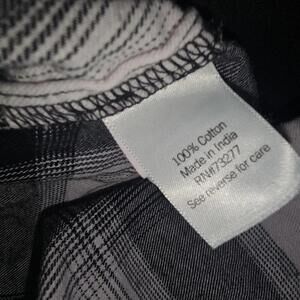 100% Cotton
Made in India
RN#73277
See reverse for care